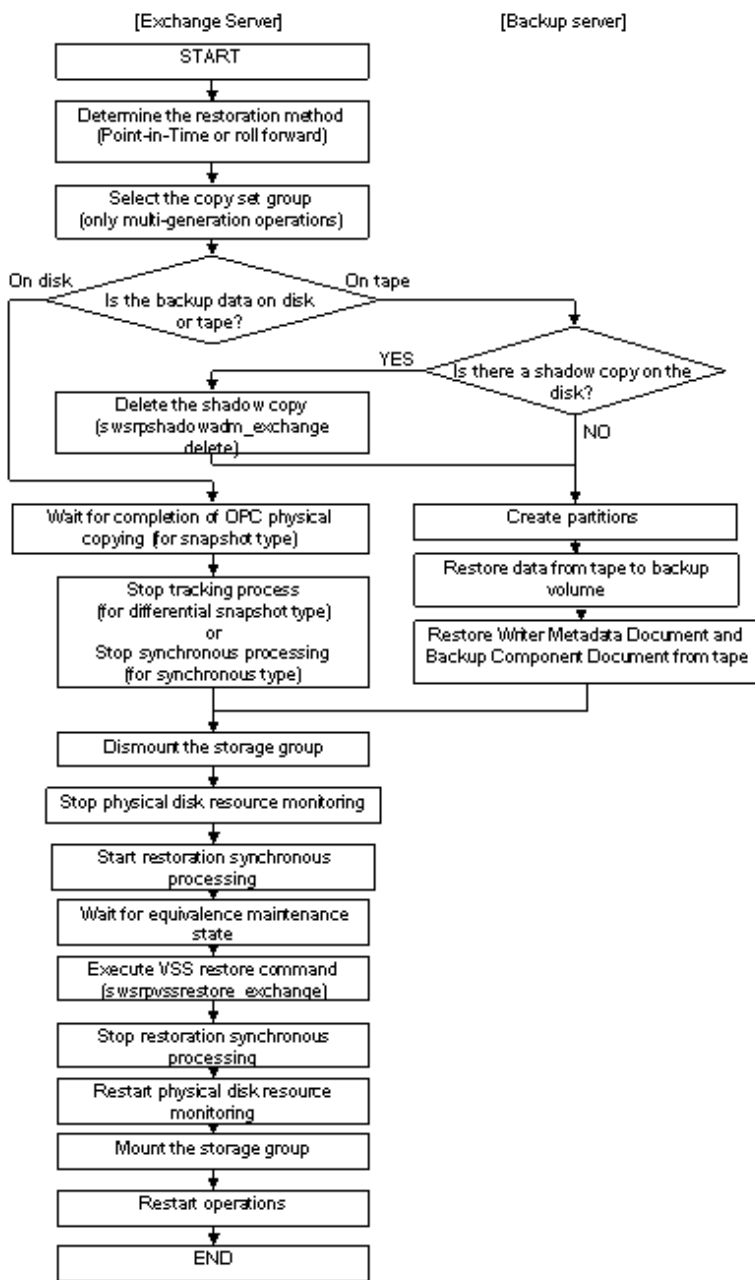 [Exchange Server]
[Backup server]
START
Determine the restoration method
(Point-in-Time or roll forward)
Select the copy set group
(only multi-generation operations)
On disk
On tape
Is the backup data on disk
or tape?
YES
Is there a shadow copy on the
disk?
Delete the shadow copy
(swsrpshadowadm_exchange
delete)
NO
Wait for completion of OPC physical
copying (for snapshot type)
Create partitions
Stop tracking process
(for differential snapshot type)
or
Stop synchronous processing
(for synchronous type)
Restore data from tape to backup
volume
Restore Writer Metadata Document and
Backup Component Document from tape
Dismount the storage group
Stop physical disk resource monitoring
Start restoration synchronous
processing
Wait for equivalence maintenance
state
Execute VSS restore command
(swsrpvssrestore_exchange)
Stop restoration synchronous
processing
Restart physical disk resource
monitoring
Mount the storage group
Restart operations
END